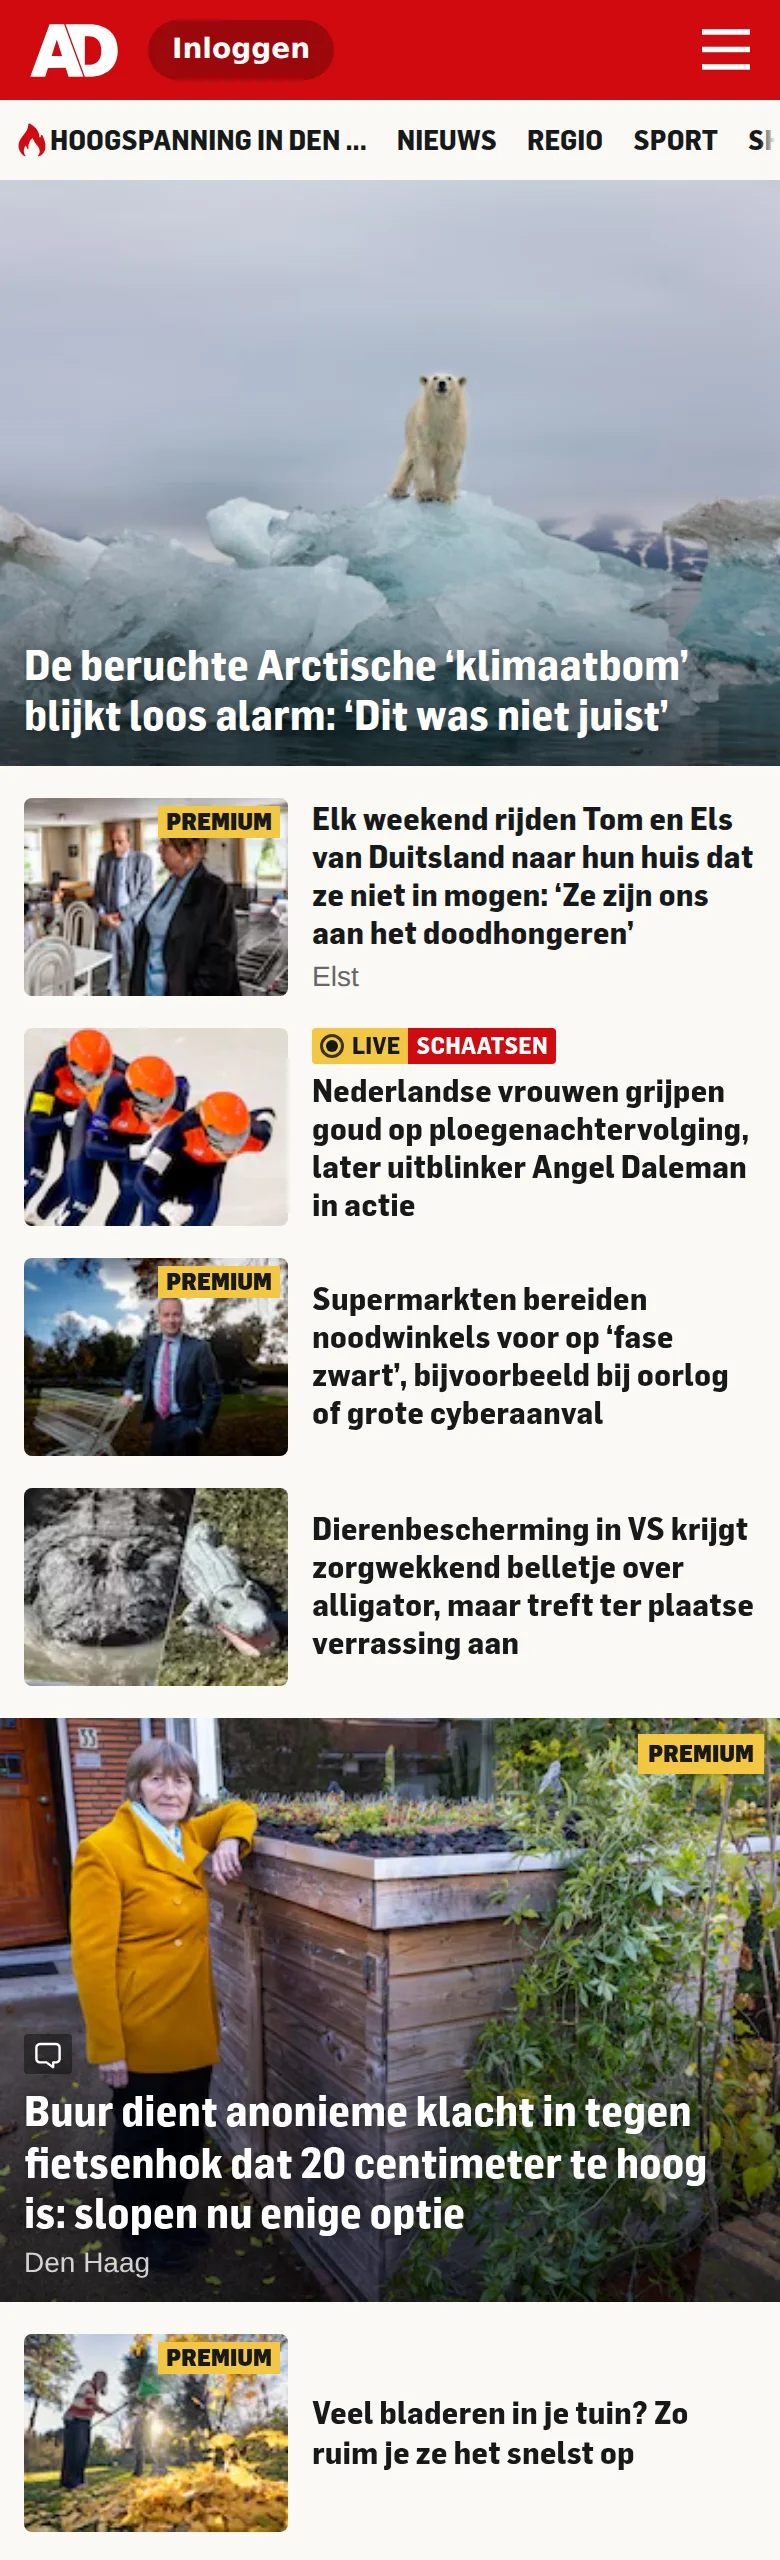 AD Inloggen
HOOGSPANNING IN DEN ... NIEUWS REGIO SPORT
De beruchte Arctische ‘klimaatbom’
blijkt loos alarm: ‘Dit was niet juist’
PREMIUM
Elk weekend rijden Tom en Els
van Duitsland naar hun huis dat
ze niet in mogen: ‘Ze zijn ons
aan het doodhongeren’
Elst
LIVE SCHAATSEN
Nederlandse vrouwen grijpen
goud op ploegenachtervolging,
later uitblinker Angel Daleman
in actie
PREMIUM
Supermarkten bereiden
noodwinkels voor op ‘fase
zwart’, bijvoorbeeld bij oorlog
of grote cyberaanval
Dierenbescherming in VS krijgt
zorgwekkend belletje over
alligator, maar treft ter plaatse
verrassing aan
33
PREMIUM
Buur dient anonieme klacht in tegen
fietsenhok dat 20 centimeter te hoog
is: slopen nu enige optie
Den Haag
PREMIUM
Veel bladeren in je tuin? Zo
ruim je ze het snelst op